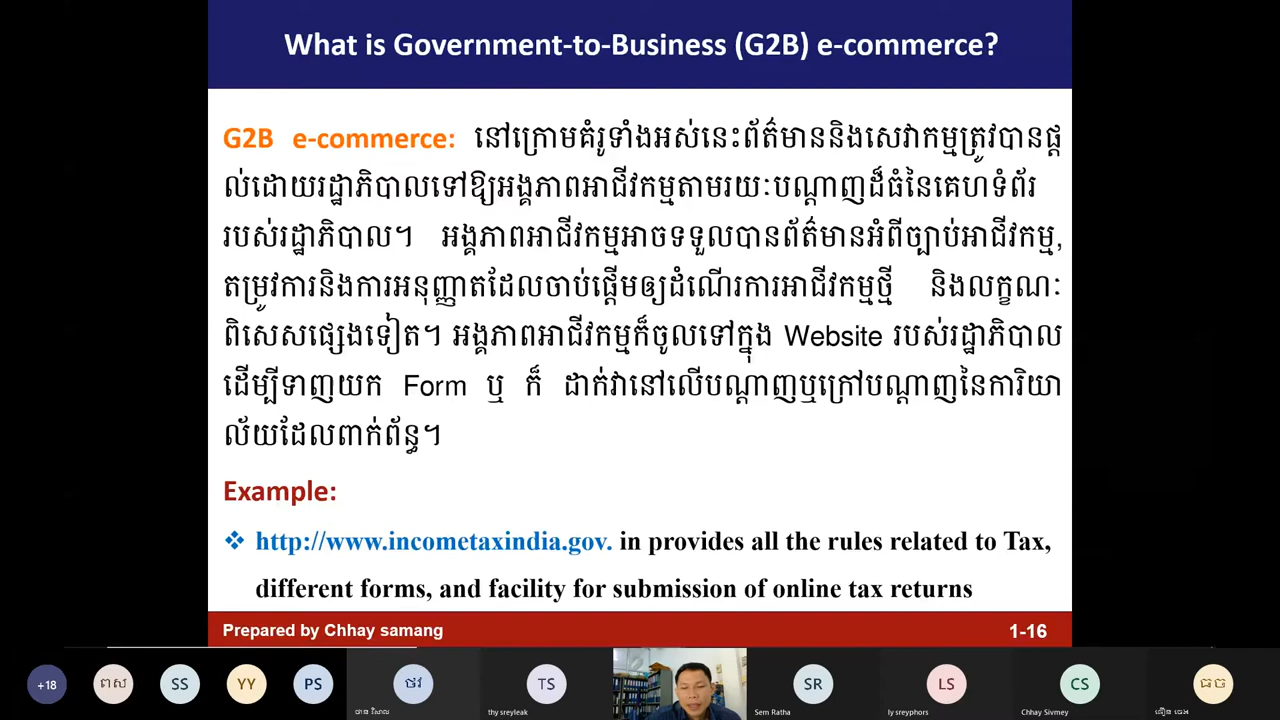 What is Government-to-Business (G2B) e-commerce?
G2B e-commerce: នៅក្រោមគំរូទាំងអស់នេះព័ត៌មាននិងសេវាកម្មត្រូវបានផ្ត
ល់ដោយរដ្ឋាភិបាលទៅឱ្យអង្គភាពអាជីវកម្មតាមរយៈបណ្តាញដ៏ធំនៃគេហទំព័រ
របស់រដ្ឋាភិបាល។ អង្គភាពអាជីវកម្មអាចទទួលបានព័ត៌មានអំពីច្បាប់អាជីវកម្ម,
តម្រូវការនិងការអនុញ្ញាតដែលចាប់ផ្តើមឲ្យដំណើរការអាជីវកម្មថ្មី និងលក្ខណៈ
ពិសេសផ្សេងទៀត។ អង្គភាពអាជីវកម្មក៏ចូលទៅក្នុង Website របស់រដ្ឋាភិបាល
ដើម្បីទាញយក Form ឬ ក៏ ដាក់វានៅលើបណ្តាញឬក្រៅបណ្តាញនៃការិយា
ល័យដែលពាក់ព័ន្ធ។
Example:
❖ http://www.incometaxindia.gov. in provides all the rules related to Tax,
different forms, and facility for submission of online tax returns
Prepared by Chhay samang 1-16
+18 ពស SS YY PS ថវ TS SR LS CS ធច
ថាន វិសាល thy sreyleak Sem Ratha ly sreyphors Chhay Sivmey